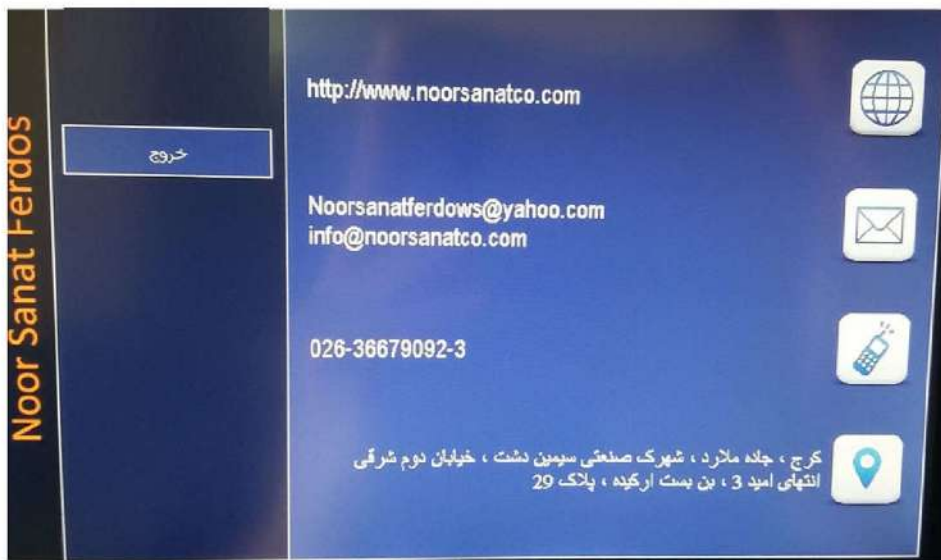 Noor Sanat Ferdos
خروج
http://www.noorsanatco.com
Noorsanatferdows@yahoo.com
info@noorsanatco.com
026-36679092-3
کرج ، جاده ملارد ، شهرک صنعتی سیمین دشت ، خیابان دوم شرقی
انتهای امید 3 ، بن بست ارکیده ، پلاک 29